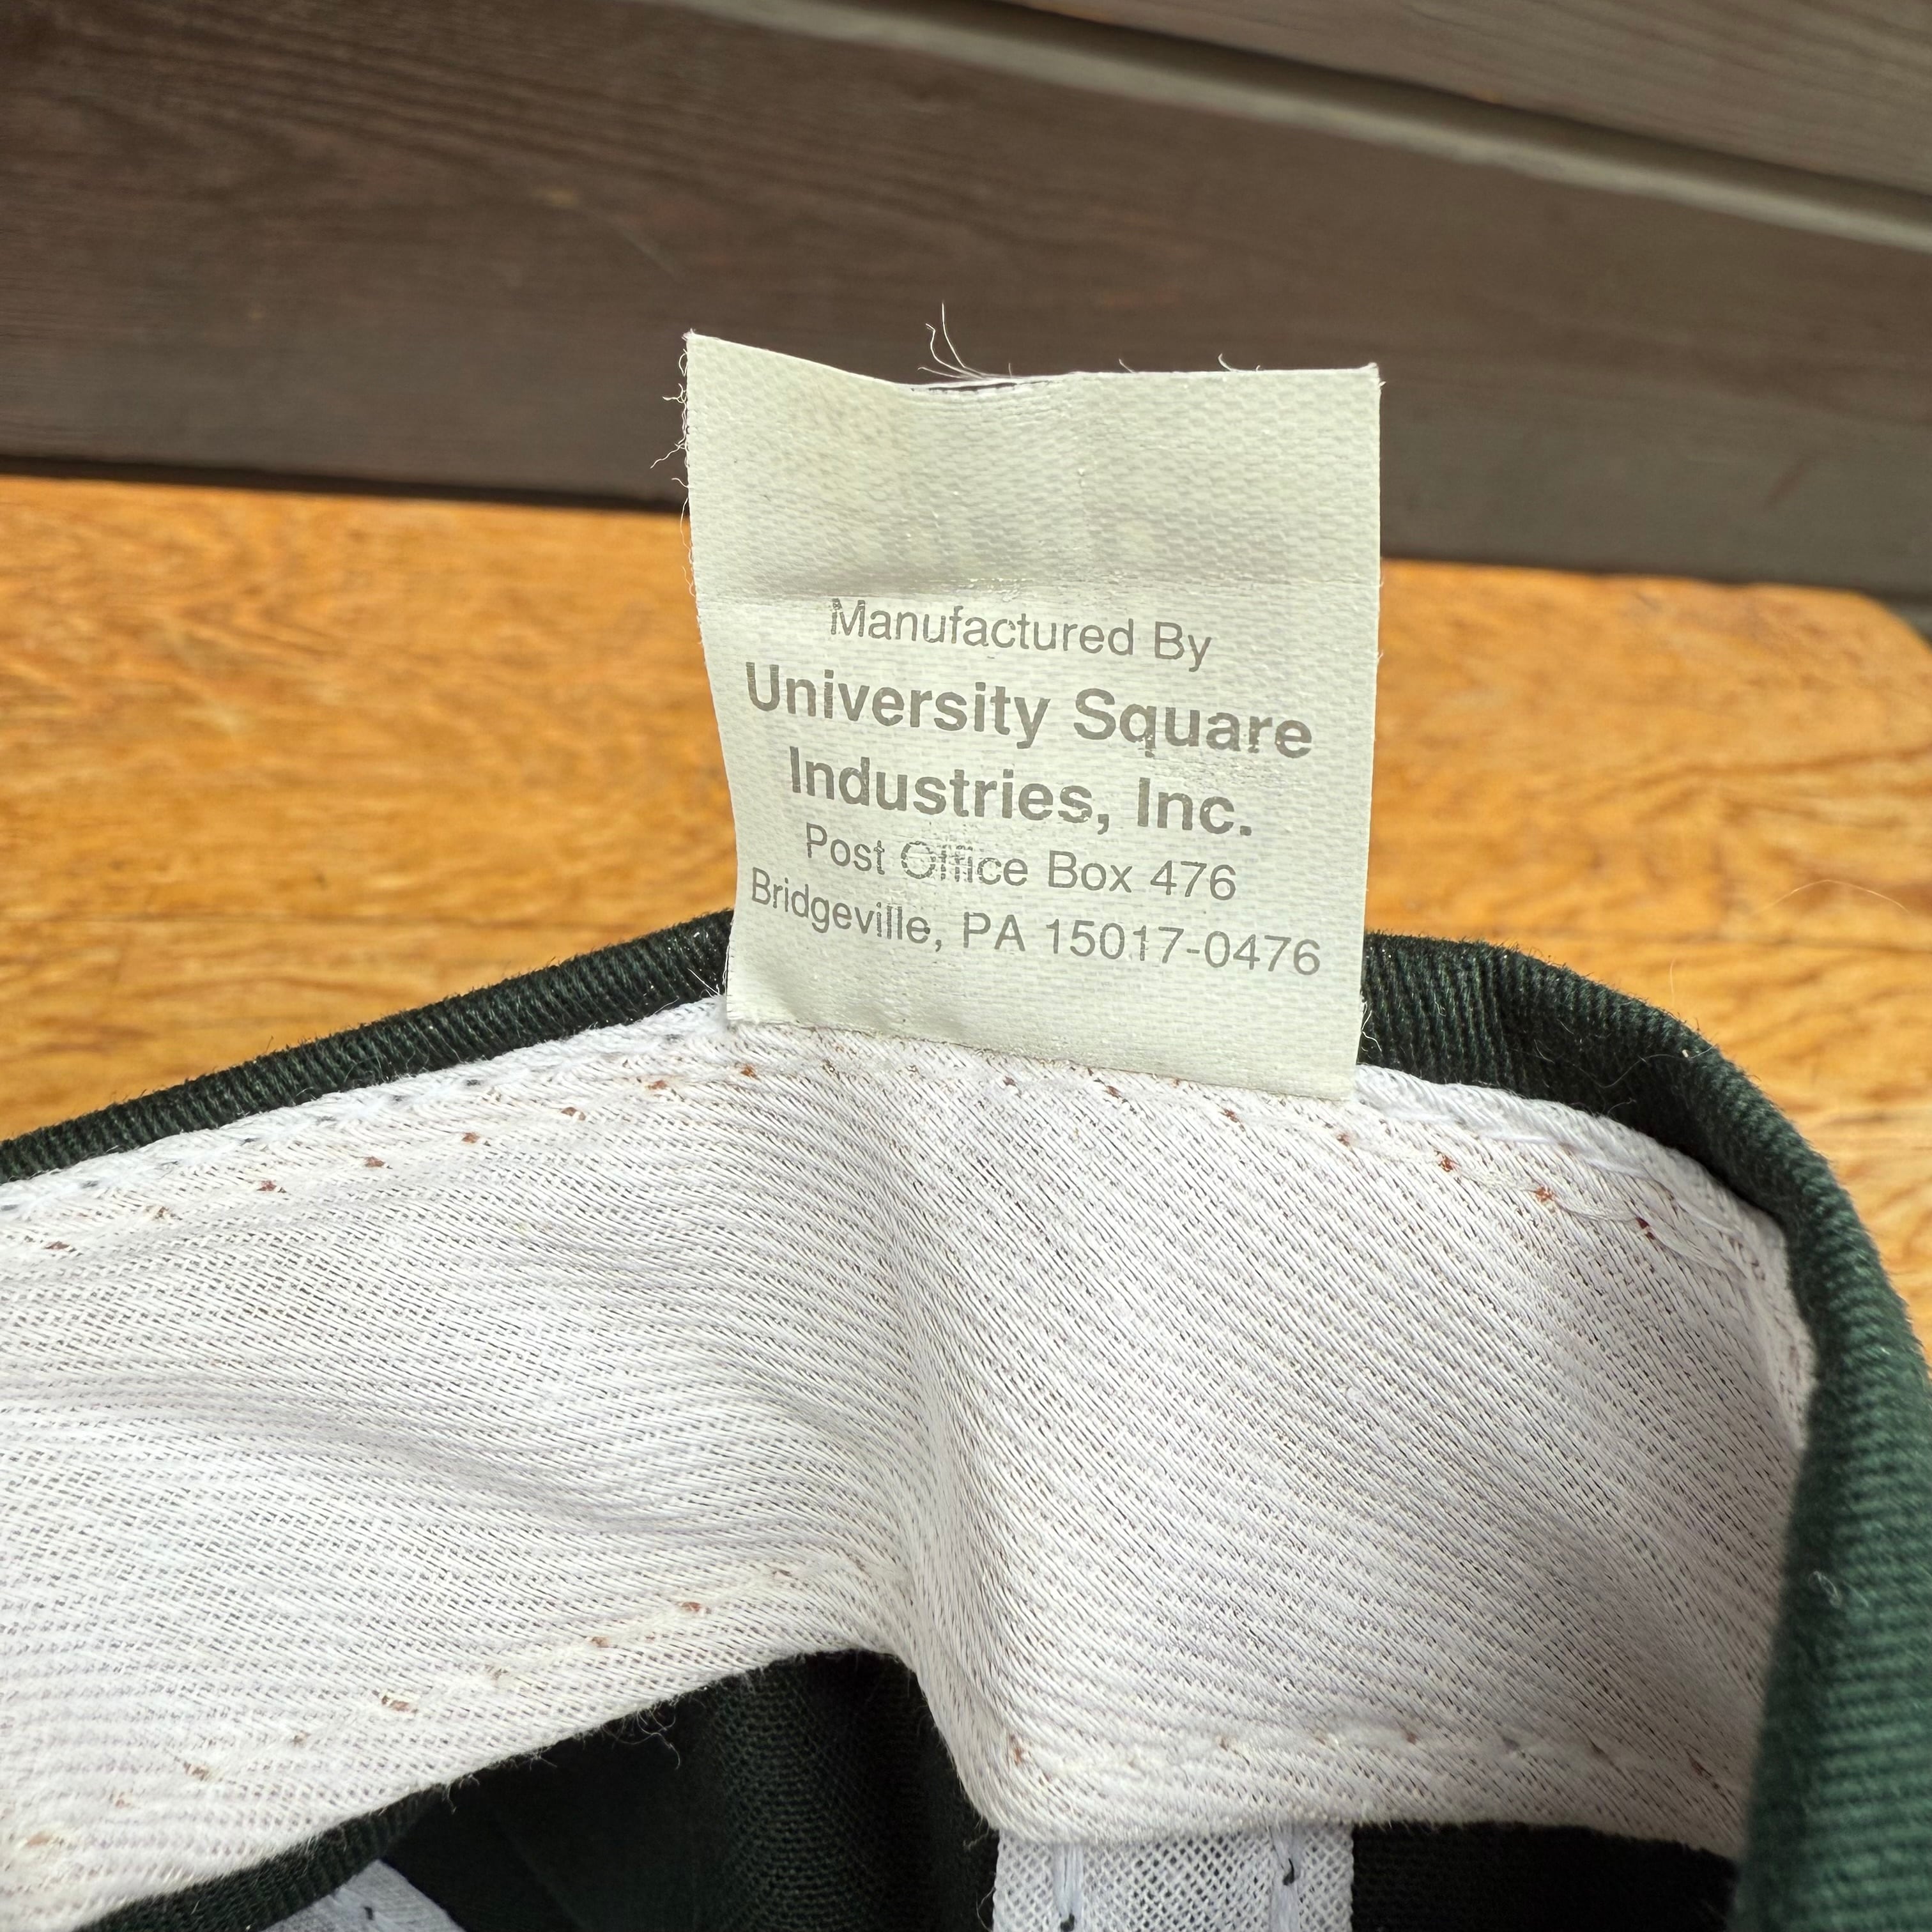 Manufactured By
University Square
Industries, Inc.
Post Office Box 476
Bridgeville, PA 15017-0476